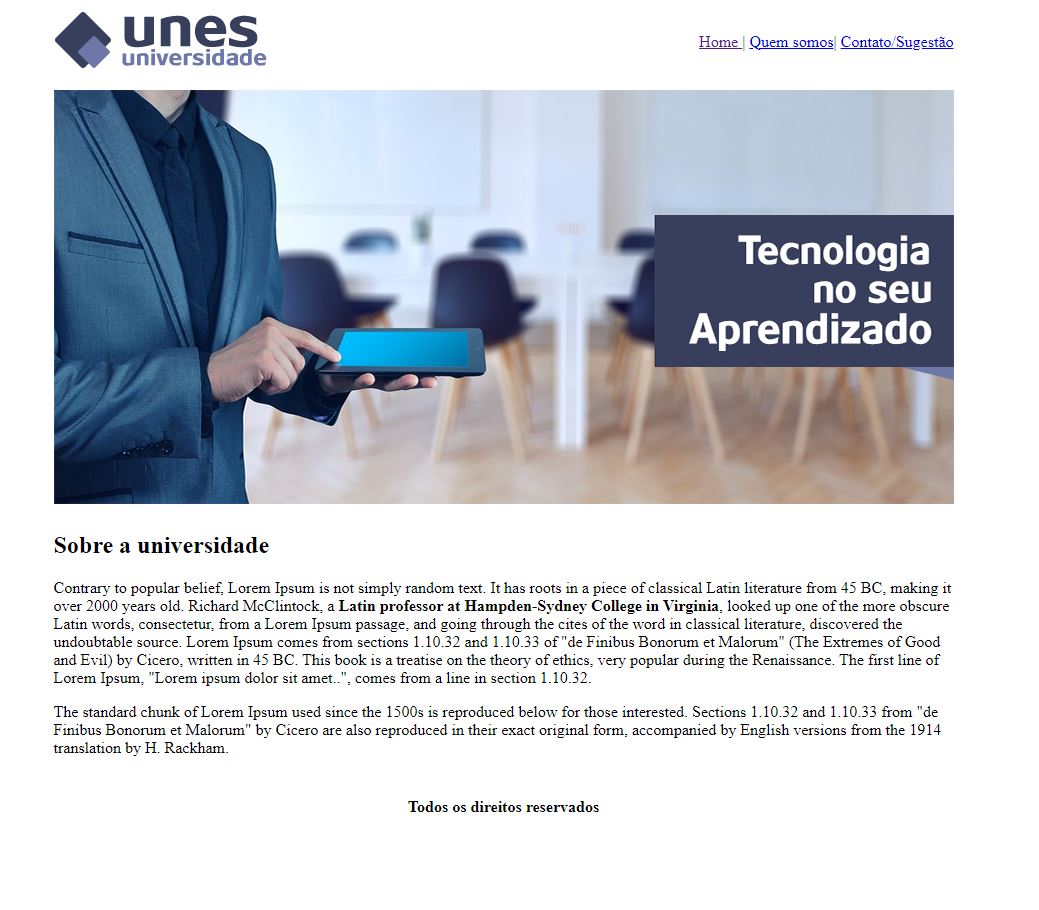 unes
universidade
Home | Quem somos| Contato/Sugestão
Tecnologia
no seu
Aprendizado
Sobre a universidade
Contrary to popular belief, Lorem Ipsum is not simply random text. It has roots in a piece of classical Latin literature from 45 BC, making it
over 2000 years old. Richard McClintock, a Latin professor at Hampden-Sydney College in Virginia, looked up one of the more obscure
Latin words, consectetur, from a Lorem Ipsum passage, and going through the cites of the word in classical literature, discovered the
undoubtable source. Lorem Ipsum comes from sections 1.10.32 and 1.10.33 of "de Finibus Bonorum et Malorum" (The Extremes of Good
and Evil) by Cicero, written in 45 BC. This book is a treatise on the theory of ethics, very popular during the Renaissance. The first line of
Lorem Ipsum, "Lorem ipsum dolor sit amet..", comes from a line in section 1.10.32.
The standard chunk of Lorem Ipsum used since the 1500s is reproduced below for those interested. Sections 1.10.32 and 1.10.33 from "de
Finibus Bonorum et Malorum" by Cicero are also reproduced in their exact original form, accompanied by English versions from the 1914
translation by H. Rackham.
Todos os direitos reservados